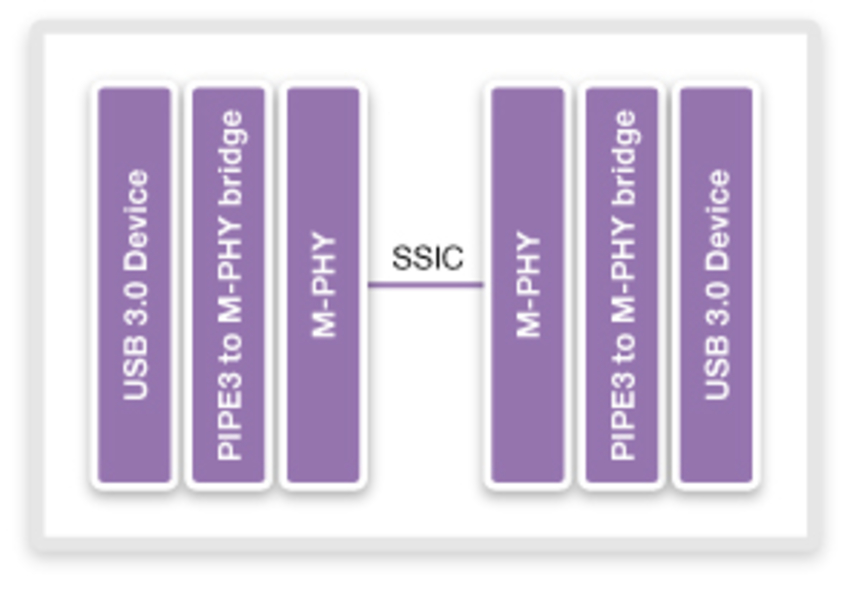 USB 3.0 Device
PIPE3 to M-PHY bridge
M-PHY
SSIC
M-PHY
PIPE3 to M-PHY bridge
USB 3.0 Device